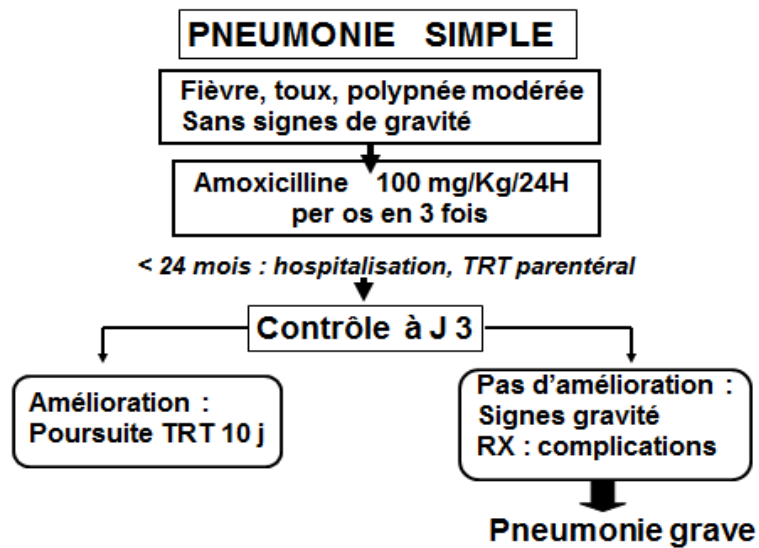 PNEUMONIE SIMPLE
Fièvre, toux, polypnée modérée
Sans signes de gravité
Amoxicilline 100 mg/Kg/24H
per os en 3 fois
< 24 mois : hospitalisation, TRT parentéral
Contrôle à J 3
Amélioration :
Poursuite TRT 10 j
Pas d'amélioration :
Signes gravité
RX : complications
Pneumonie grave